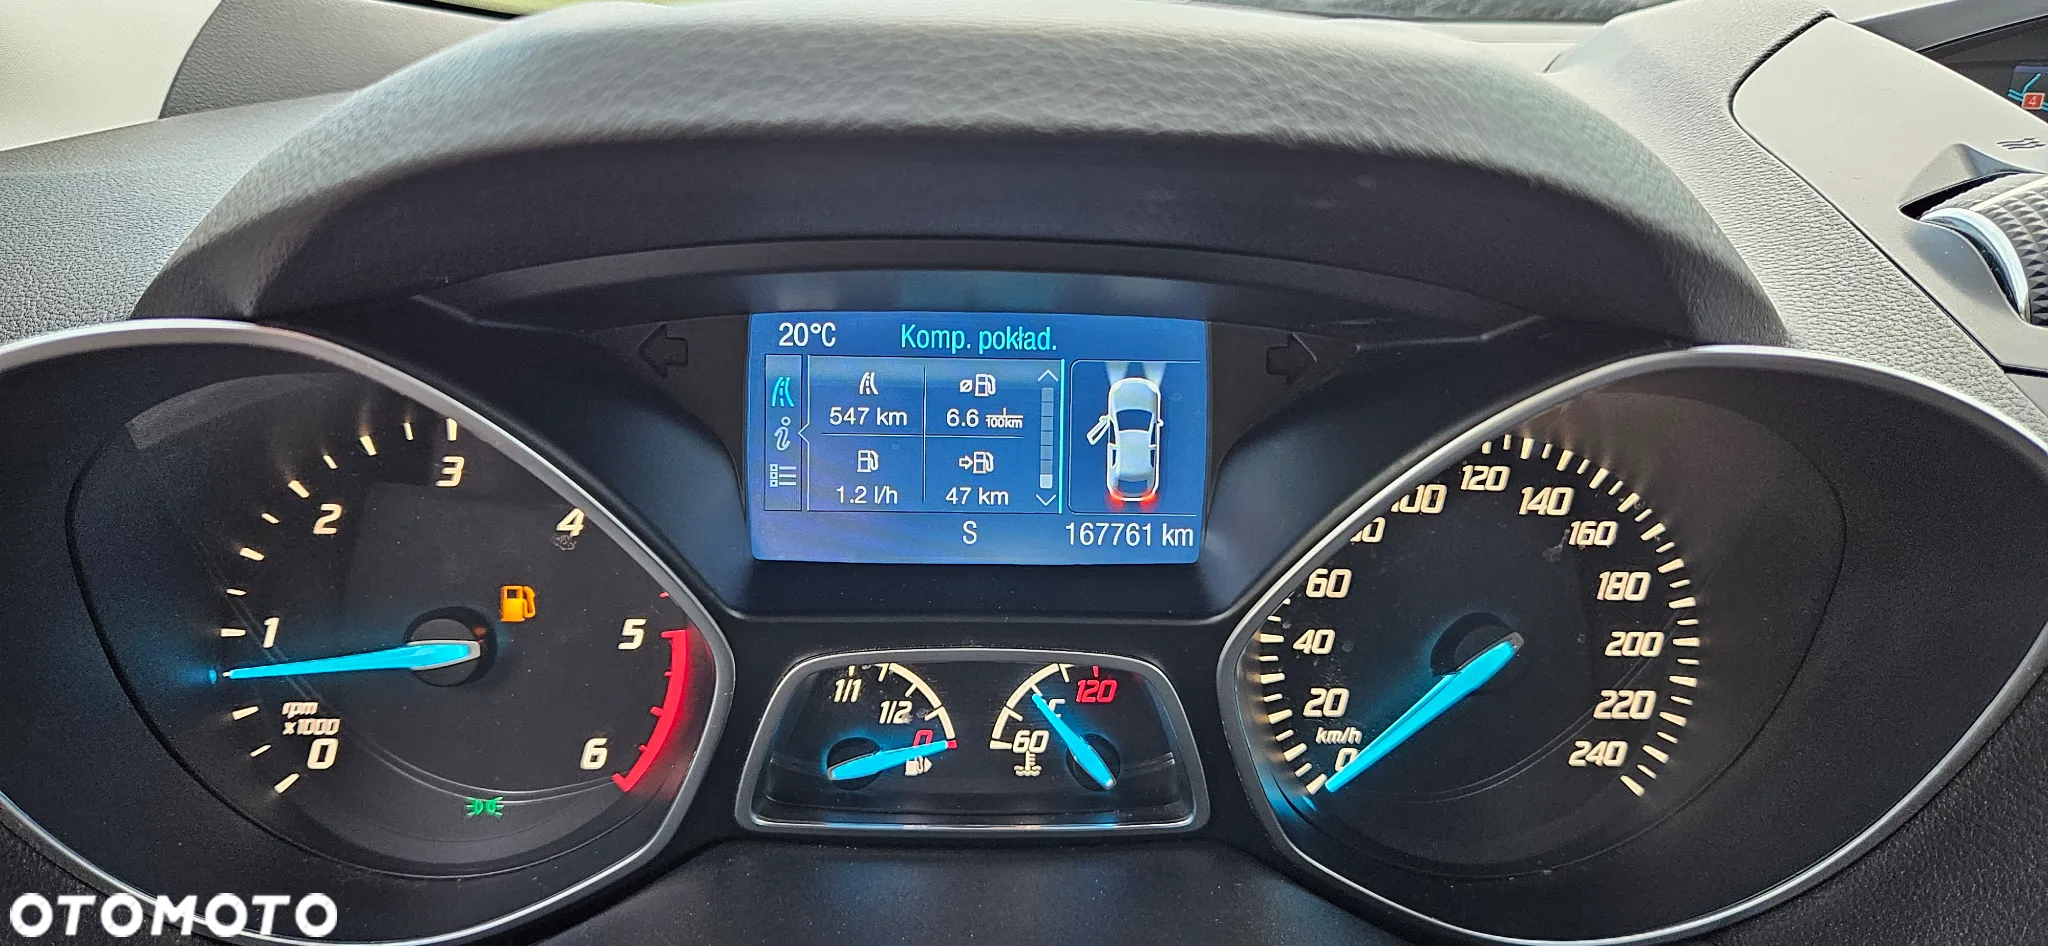 20°C Komp. pokład.
547 km
6.6 l/100km
1.2 l/h
47 km
S 167761 km
0 1 2 3 4 5 6
rpm
x1000
1/1
1/2
0
60
°C
120
0 20 40 60 80 100 120 140 160 180 200 220 240
km/h
4
OTOMOTO